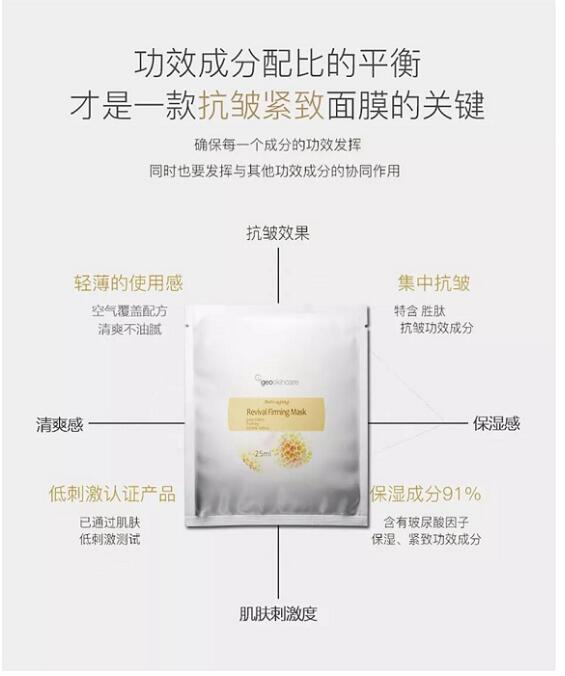 功效成分配比的平衡
才是一款抗皱紧致面膜的关键
确保每一个成分的功效发挥
同时也要发挥与其他功效成分的协同作用
抗皱效果
轻薄的使用感
空气覆盖配方
清爽不油腻
集中抗皱
特含 胜肽
抗皱功效成分
geoskincare
Anti-aging
Revival Firming Mask
25ml
清爽感
保湿感
低刺激认证产品
已通过肌肤
低刺激测试
保湿成分91%
含有玻尿酸因子
保湿、紧致功效成分
肌肤刺激度